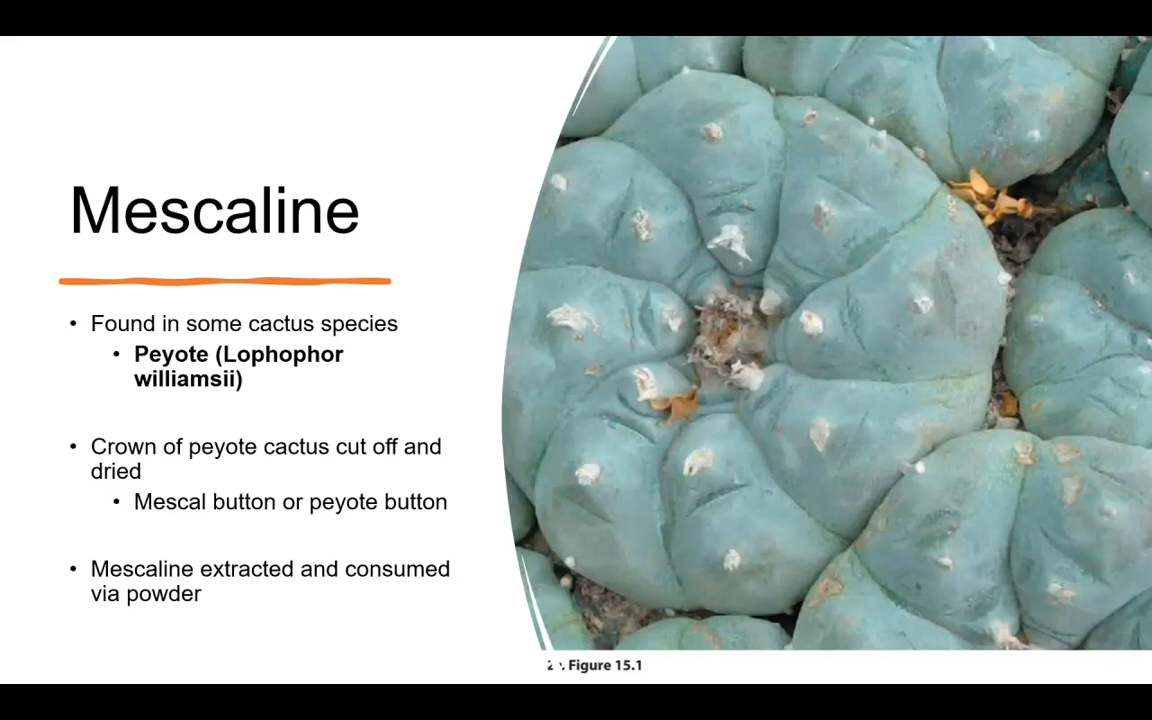 Mescaline
• Found in some cactus species
• Peyote (Lophophor
williamsii)
• Crown of peyote cactus cut off and
dried
• Mescal button or peyote button
• Mescaline extracted and consumed
via powder
Figure 15.1